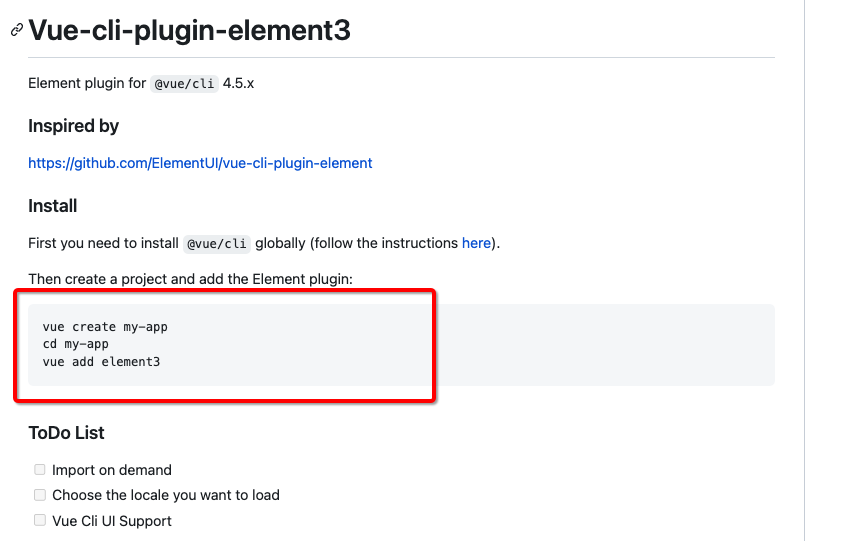 Vue-cli-plugin-element3
Element plugin for @vue/cli 4.5.x
Inspired by
https://github.com/ElementUI/vue-cli-plugin-element
Install
First you need to install @vue/cli globally (follow the instructions here).
Then create a project and add the Element plugin:
vue create my-app
cd my-app
vue add element3
ToDo List
Import on demand
Choose the locale you want to load
Vue Cli UI Support